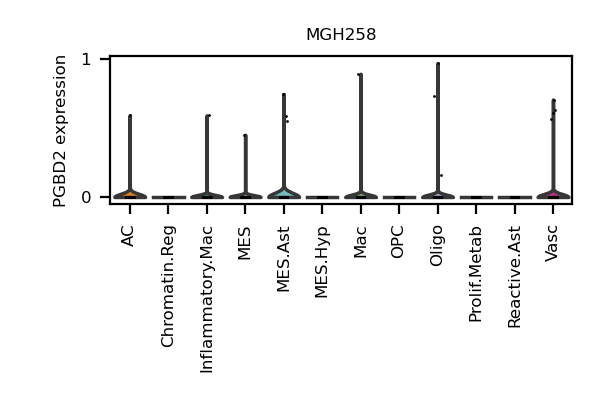 MGH258
PGBD2 expression
1
0
AC
Chromatin.Reg
Inflammatory.Mac
MES
MES.Ast
MES.Hyp
Mac
OPC
Oligo
Prolif.Metab
Reactive.Ast
Vasc